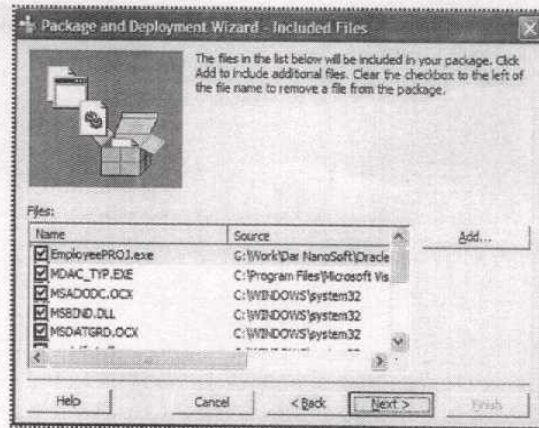 Package and Deployment Wizard - Included Files
The files in the list below will be included in your package. Click
Add to include additional files. Clear the checkbox to the left of
the file name to remove a file from the package.
Files:
Name Source
EmployeePROJ.exe G:\Work\Dar NanoSoft\Oracle
MDAC_TYP.EXE C:\Program Files\Microsoft Vis
MSADODC.OCX C:\WINDOWS\system32
MSBIND.DLL C:\WINDOWS\system32
MSDATGRD.OCX C:\WINDOWS\system32
Add...
Help Cancel < Back Next > Finish